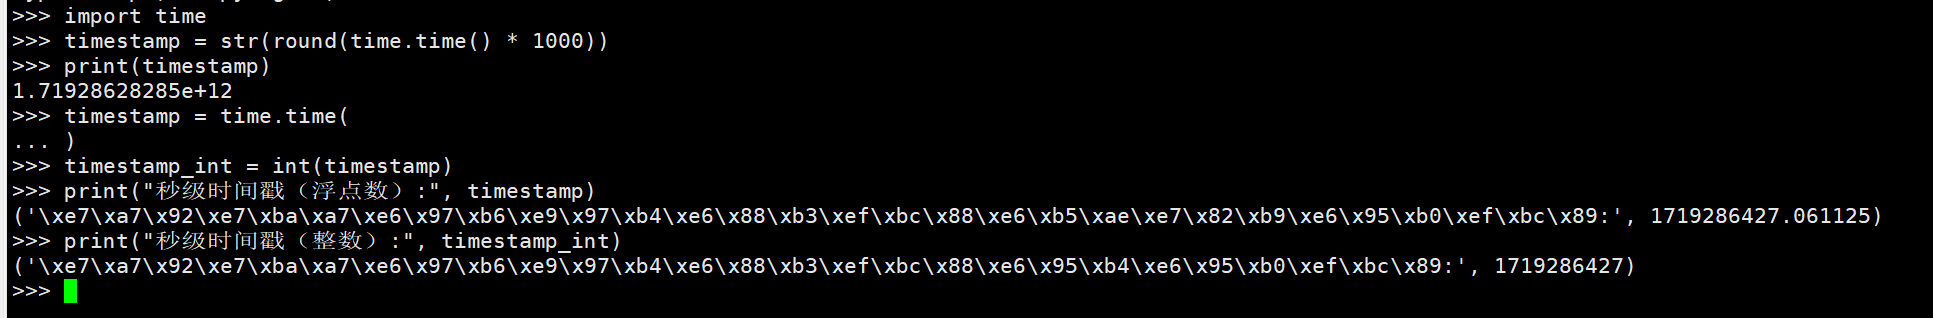 >>> import time
>>> timestamp = str(round(time.time() * 1000))
>>> print(timestamp)
1.71928628285e+12
>>> timestamp = time.time(
... )
>>> timestamp_int = int(timestamp)
>>> print("秒级时间戳（浮点数）:", timestamp)
('\xe7\xa7\x92\xe7\xba\xa7\xe6\x97\xb6\xe9\x97\xb4\xe6\x88\xb3\xef\xbc\x88\xe6\xb5\xae\xe7\x82\xb9\xe6\x95\xb0\xef\xbc\x89:', 1719286427.061125)
>>> print("秒级时间戳（整数）:", timestamp_int)
('\xe7\xa7\x92\xe7\xba\xa7\xe6\x97\xb6\xe9\x97\xb4\xe6\x88\xb3\xef\xbc\x88\xe6\x95\xb4\xe6\x95\xb0\xef\xbc\x89:', 1719286427)
>>>